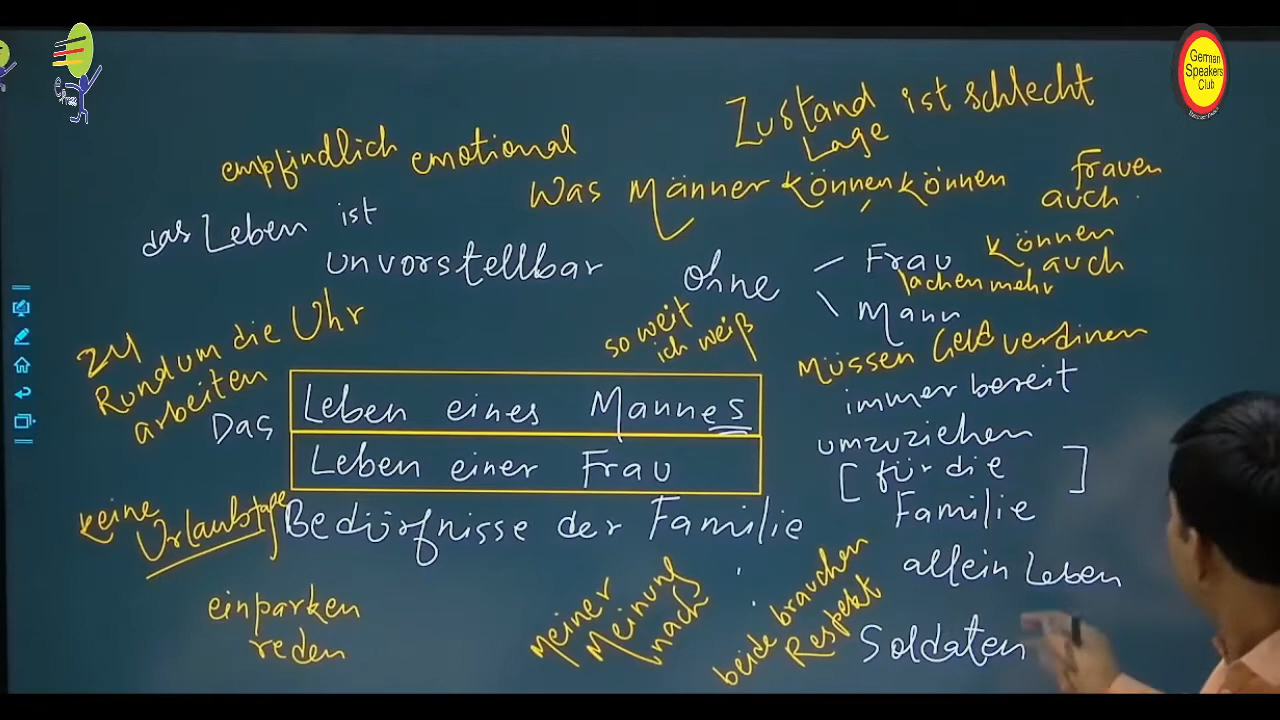 German
Speakers
Club
Zustand ist schlecht
Lage
empfindlich emotional
Was Männer können können
Frauen
auch
das Leben ist
unvorstellbar
ohne
Frau
Mann
können
auch
lachen mehr
zu
Rundum die Uhr
arbeiten
so weit
ich weiß
müssen Geld verdinen
immer bereit
umzuziehen
[für die]
Familie
Das
Leben eines Mannes
Leben einer Frau
Bedürfnisse der Familie
keine
Urlaubstage
einparken
reden
meiner
Meinung
nach
beide brauchen
Respekt
allein Leben
Soldaten